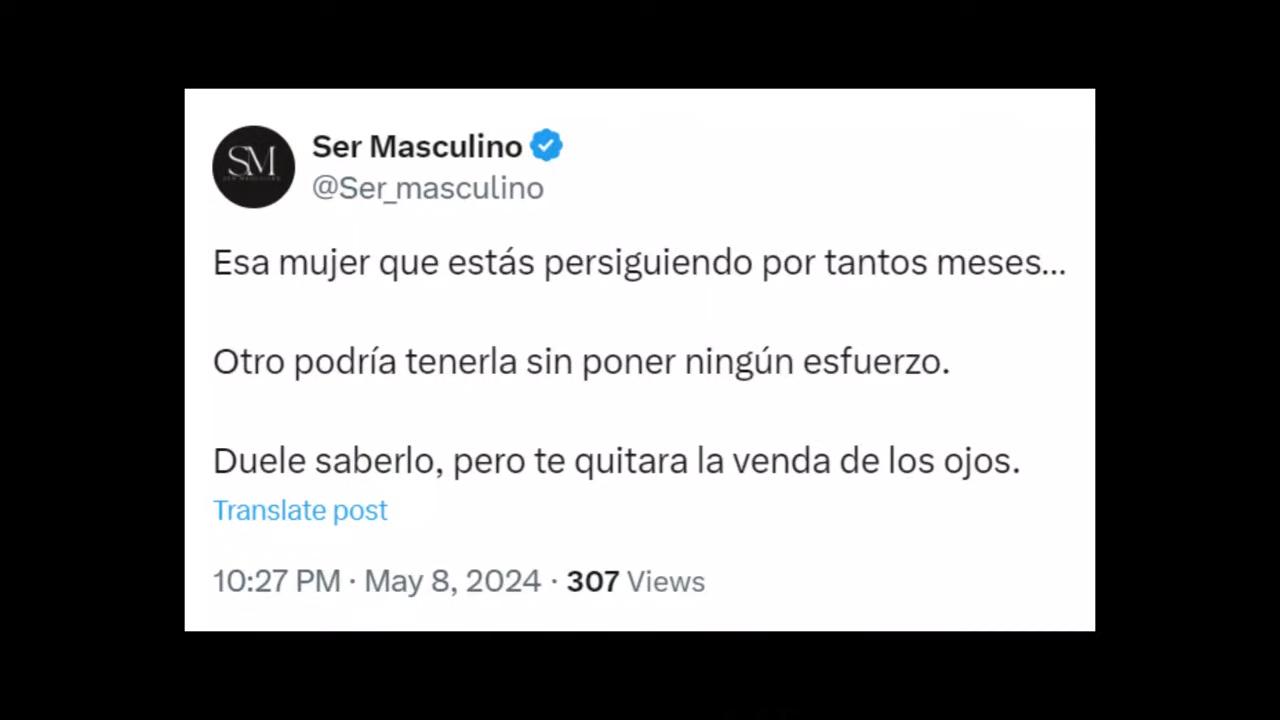 SM
Ser Masculino
@Ser_masculino
Esa mujer que estás persiguiendo por tantos meses...
Otro podría tenerla sin poner ningún esfuerzo.
Duele saberlo, pero te quitara la venda de los ojos.
Translate post
10:27 PM · May 8, 2024 · 307 Views